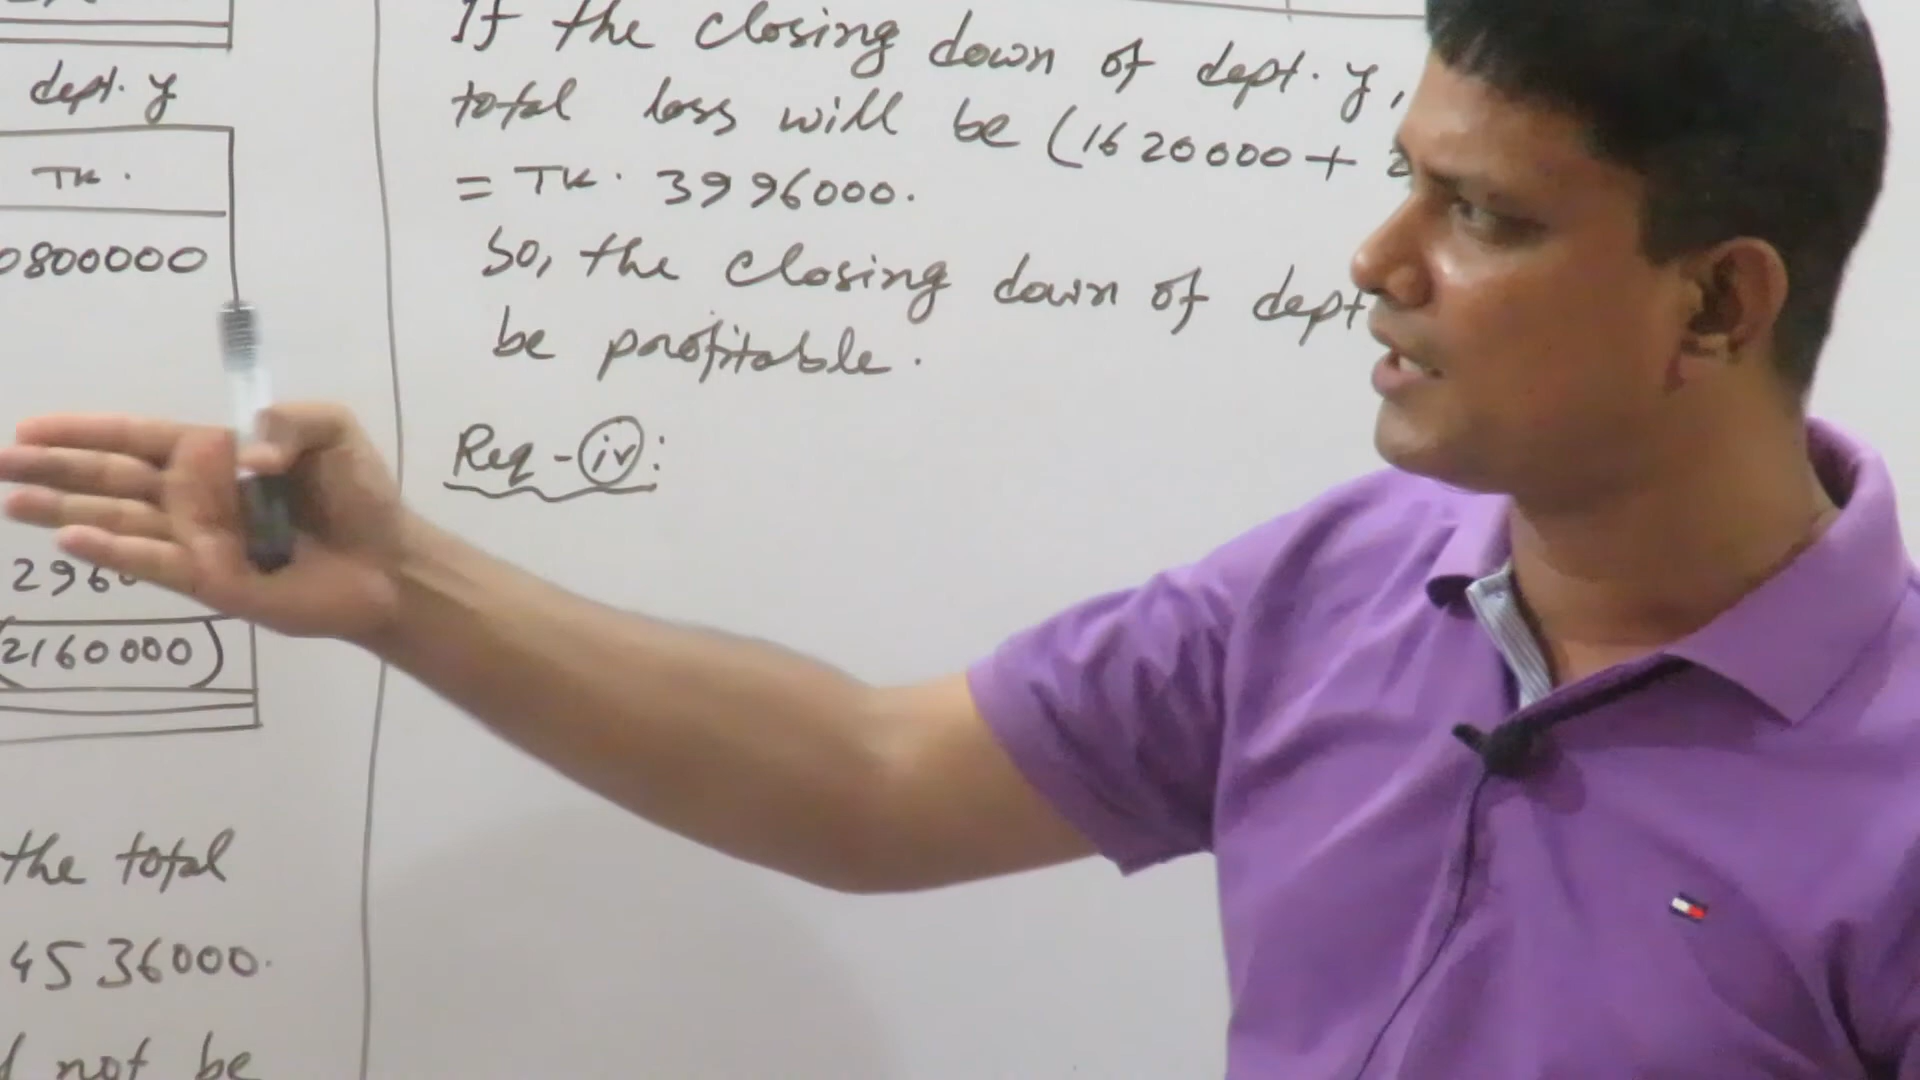 dept. y
TK.
0800000
296
(2160000)
the total
4536000.
not be
If the closing down of dept. y,
total loss will be (1620000 +
= TK. 3996000.
So, the closing down of dept
be profitable.
Req - iv: